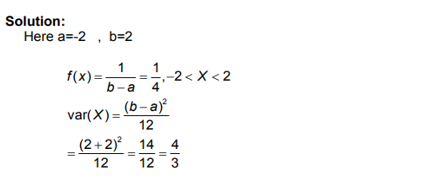 Solution:
Here a=-2 , b=2
f(x) = 1/(b-a) = 1/4, -2 < X < 2
var(X) = (b-a)²/12
= (2+2)²/12 = 14/12 = 4/3